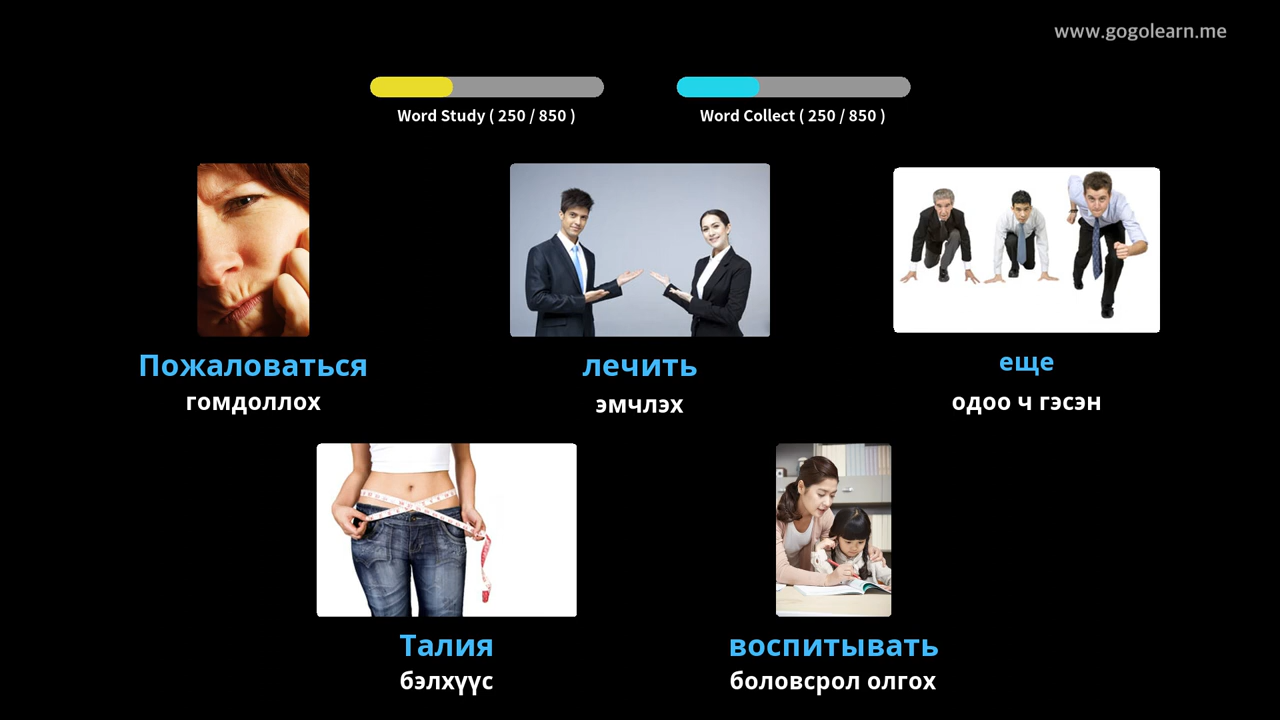 www.gogolearn.me
Word Study ( 250 / 850 )
Word Collect ( 250 / 850 )
Пожаловаться
гомдоллох
лечить
эмчлэх
еще
одоо ч гэсэн
Талия
бэлхүүс
воспитывать
боловсрол олгох